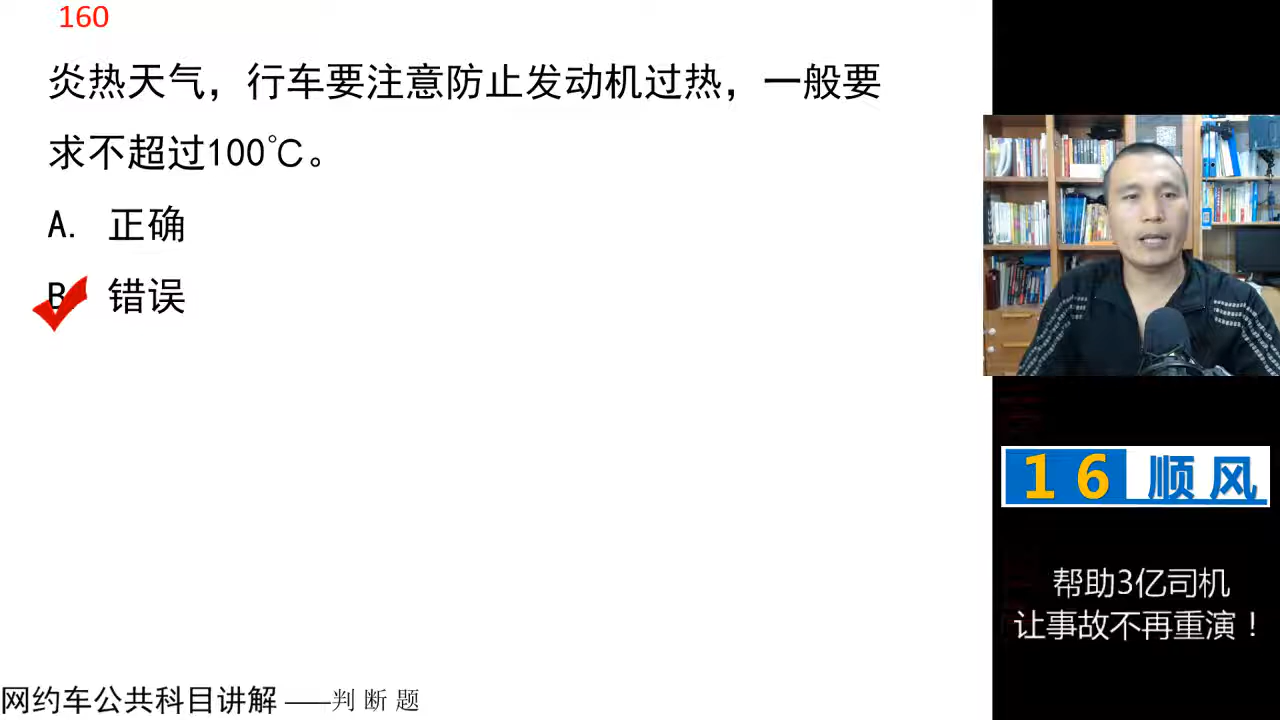 160
炎热天气，行车要注意防止发动机过热，一般要
求不超过100℃。
A. 正确
B 错误
16顺风
帮助3亿司机
让事故不再重演！
网约车公共科目讲解 ——判断题